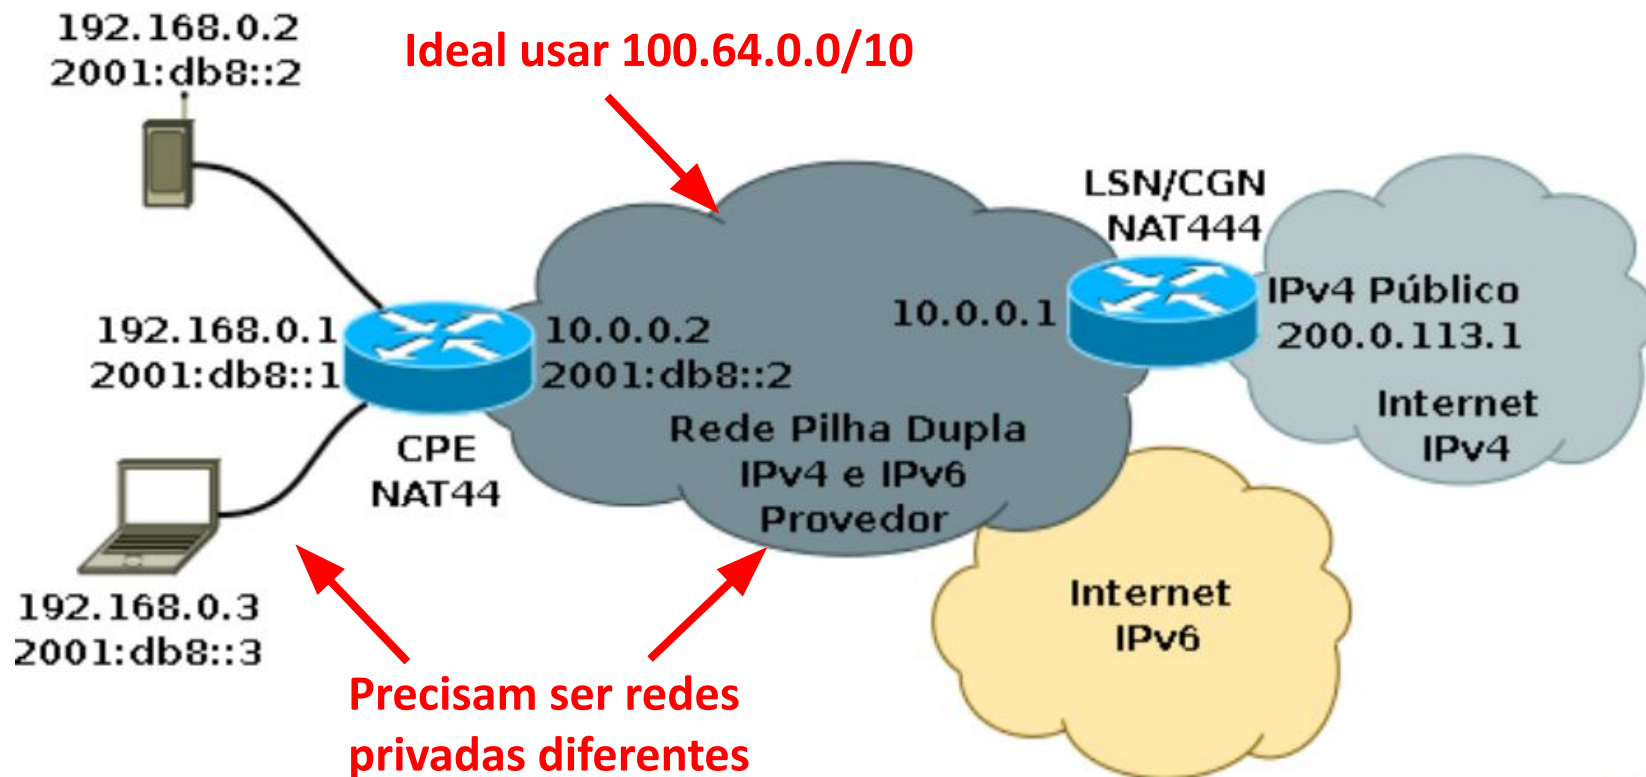 192.168.0.2
2001:db8::2
Ideal usar 100.64.0.0/10
LSN/CGN
NAT444
192.168.0.1
2001:db8::1
10.0.0.2
2001:db8::2
10.0.0.1
IPv4 Público
200.0.113.1
Internet
IPv4
CPE
NAT44
Rede Pilha Dupla
IPv4 e IPv6
Provedor
192.168.0.3
2001:db8::3
Internet
IPv6
Precisam ser redes
privadas diferentes